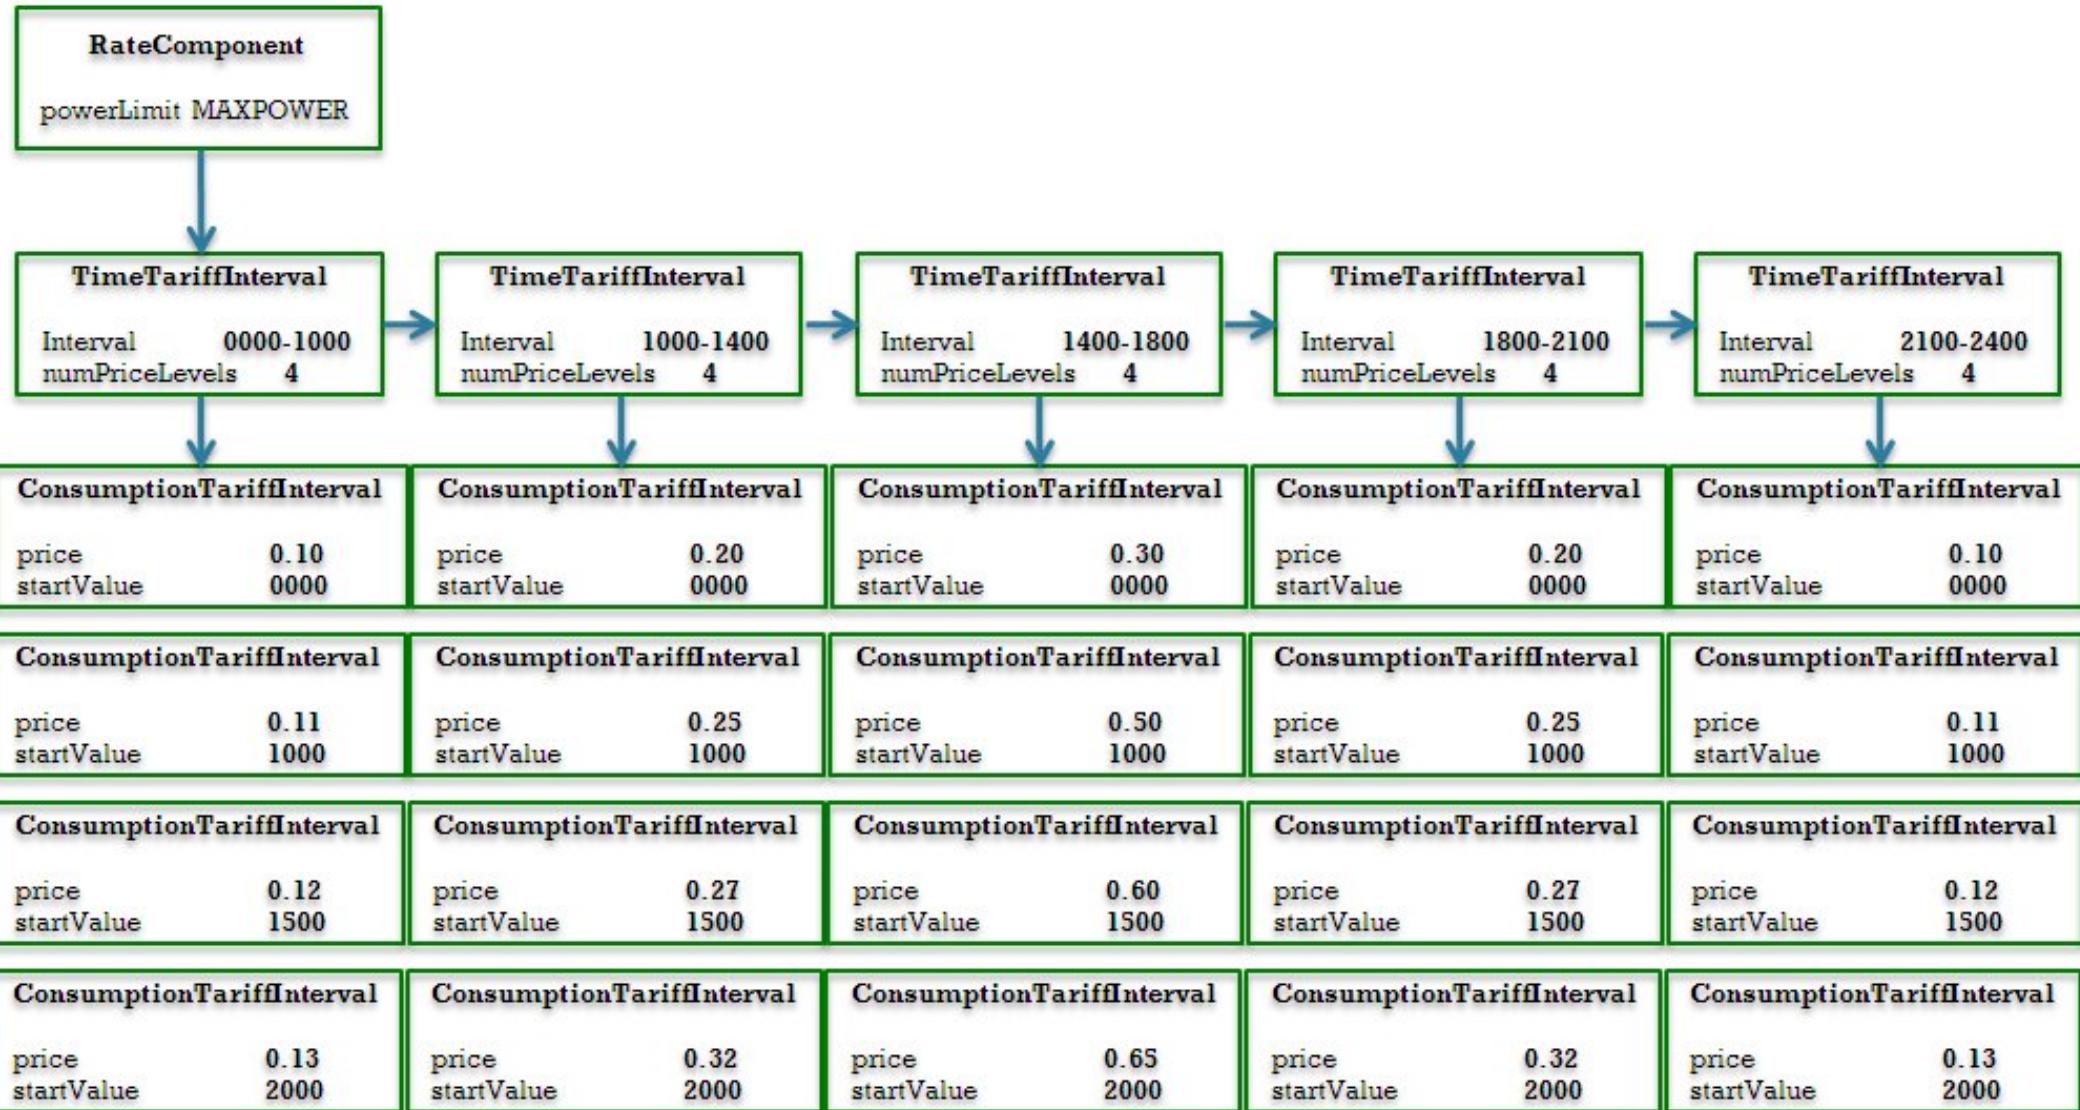 RateComponent
powerLimit MAXPOWER
TimeTariffInterval
Interval 0000-1000
numPriceLevels 4
TimeTariffInterval
Interval 1000-1400
numPriceLevels 4
TimeTariffInterval
Interval 1400-1800
numPriceLevels 4
TimeTariffInterval
Interval 1800-2100
numPriceLevels 4
TimeTariffInterval
Interval 2100-2400
numPriceLevels 4
ConsumptionTariffInterval
price 0.10
startValue 0000
ConsumptionTariffInterval
price 0.20
startValue 0000
ConsumptionTariffInterval
price 0.30
startValue 0000
ConsumptionTariffInterval
price 0.20
startValue 0000
ConsumptionTariffInterval
price 0.10
startValue 0000
ConsumptionTariffInterval
price 0.11
startValue 1000
ConsumptionTariffInterval
price 0.25
startValue 1000
ConsumptionTariffInterval
price 0.50
startValue 1000
ConsumptionTariffInterval
price 0.25
startValue 1000
ConsumptionTariffInterval
price 0.11
startValue 1000
ConsumptionTariffInterval
price 0.12
startValue 1500
ConsumptionTariffInterval
price 0.27
startValue 1500
ConsumptionTariffInterval
price 0.60
startValue 1500
ConsumptionTariffInterval
price 0.27
startValue 1500
ConsumptionTariffInterval
price 0.12
startValue 1500
ConsumptionTariffInterval
price 0.13
startValue 2000
ConsumptionTariffInterval
price 0.32
startValue 2000
ConsumptionTariffInterval
price 0.65
startValue 2000
ConsumptionTariffInterval
price 0.32
startValue 2000
ConsumptionTariffInterval
price 0.13
startValue 2000